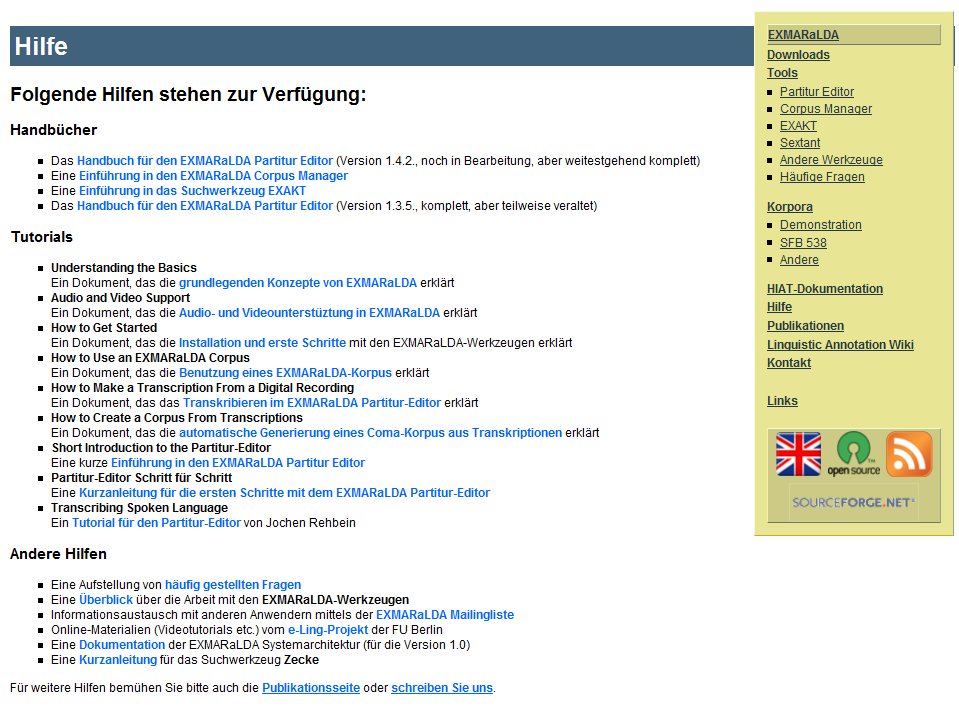 Hilfe
Folgende Hilfen stehen zur Verfügung:
Handbücher
Das Handbuch für den EXMARaLDA Partitur Editor (Version 1.4.2., noch in Bearbeitung, aber weitestgehend komplett)
Eine Einführung in den EXMARaLDA Corpus Manager
Eine Einführung in das Suchwerkzeug EXAKT
Das Handbuch für den EXMARaLDA Partitur Editor (Version 1.3.5., komplett, aber teilweise veraltet)
Tutorials
Understanding the Basics
Ein Dokument, das die grundlegenden Konzepte von EXMARaLDA erklärt
Audio and Video Support
Ein Dokument, das die Audio- und Videounterstüztung in EXMARaLDA erklärt
How to Get Started
Ein Dokument, das die Installation und erste Schritte mit den EXMARaLDA-Werkzeugen erklärt
How to Use an EXMARaLDA Corpus
Ein Dokument, das die Benutzung eines EXMARaLDA-Korpus erklärt
How to Make a Transcription From a Digital Recording
Ein Dokument, das das Transkribieren im EXMARaLDA Partitur-Editor erklärt
How to Create a Corpus From Transcriptions
Ein Dokument, das die automatische Generierung eines Coma-Korpus aus Transkriptionen erklärt
Short Introduction to the Partitur-Editor
Eine kurze Einführung in den EXMARaLDA Partitur Editor
Partitur-Editor Schritt für Schritt
Eine Kurzanleitung für die ersten Schritte mit dem EXMARaLDA Partitur-Editor
Transcribing Spoken Language
Ein Tutorial für den Partitur-Editor von Jochen Rehbein
Andere Hilfen
Eine Aufstellung von häufig gestellten Fragen
Eine Überblick über die Arbeit mit den EXMARaLDA-Werkzeugen
Informationsaustausch mit anderen Anwendern mittels der EXMARaLDA Mailingliste
Online-Materialien (Videotutorials etc.) vom e-Ling-Projekt der FU Berlin
Eine Dokumentation der EXMARaLDA Systemarchitektur (für die Version 1.0)
Eine Kurzanleitung für das Suchwerkzeug Zecke
Für weitere Hilfen bemühen Sie bitte auch die Publikationsseite oder schreiben Sie uns.
EXMARaLDA
Downloads
Tools
Partitur Editor
Corpus Manager
EXAKT
Sextant
Andere Werkzeuge
Häufige Fragen
Korpora
Demonstration
SFB 538
Andere
HIAT-Dokumentation
Hilfe
Publikationen
Linguistic Annotation Wiki
Kontakt
Links
open source
SOURCEFORGE.NET®